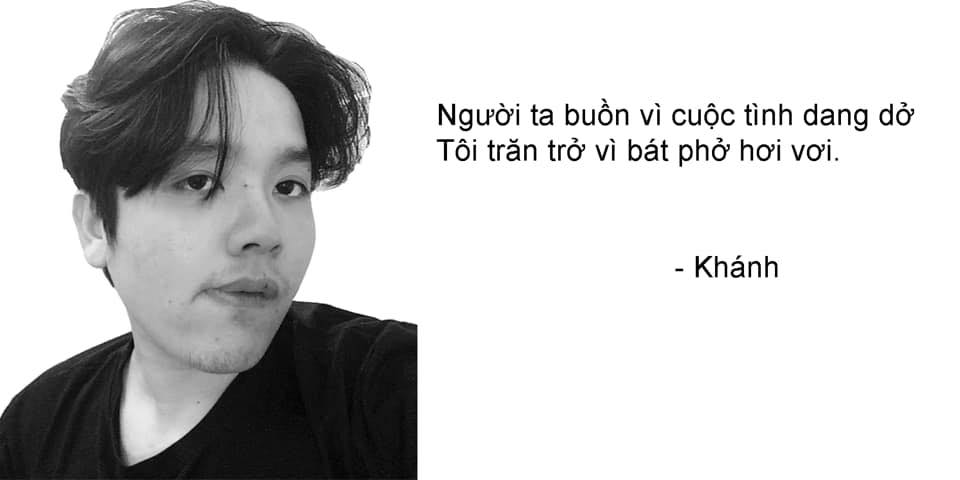 Người ta buồn vì cuộc tình dang dở
Tôi trăn trở vì bát phở hơi vơi.
- Khánh